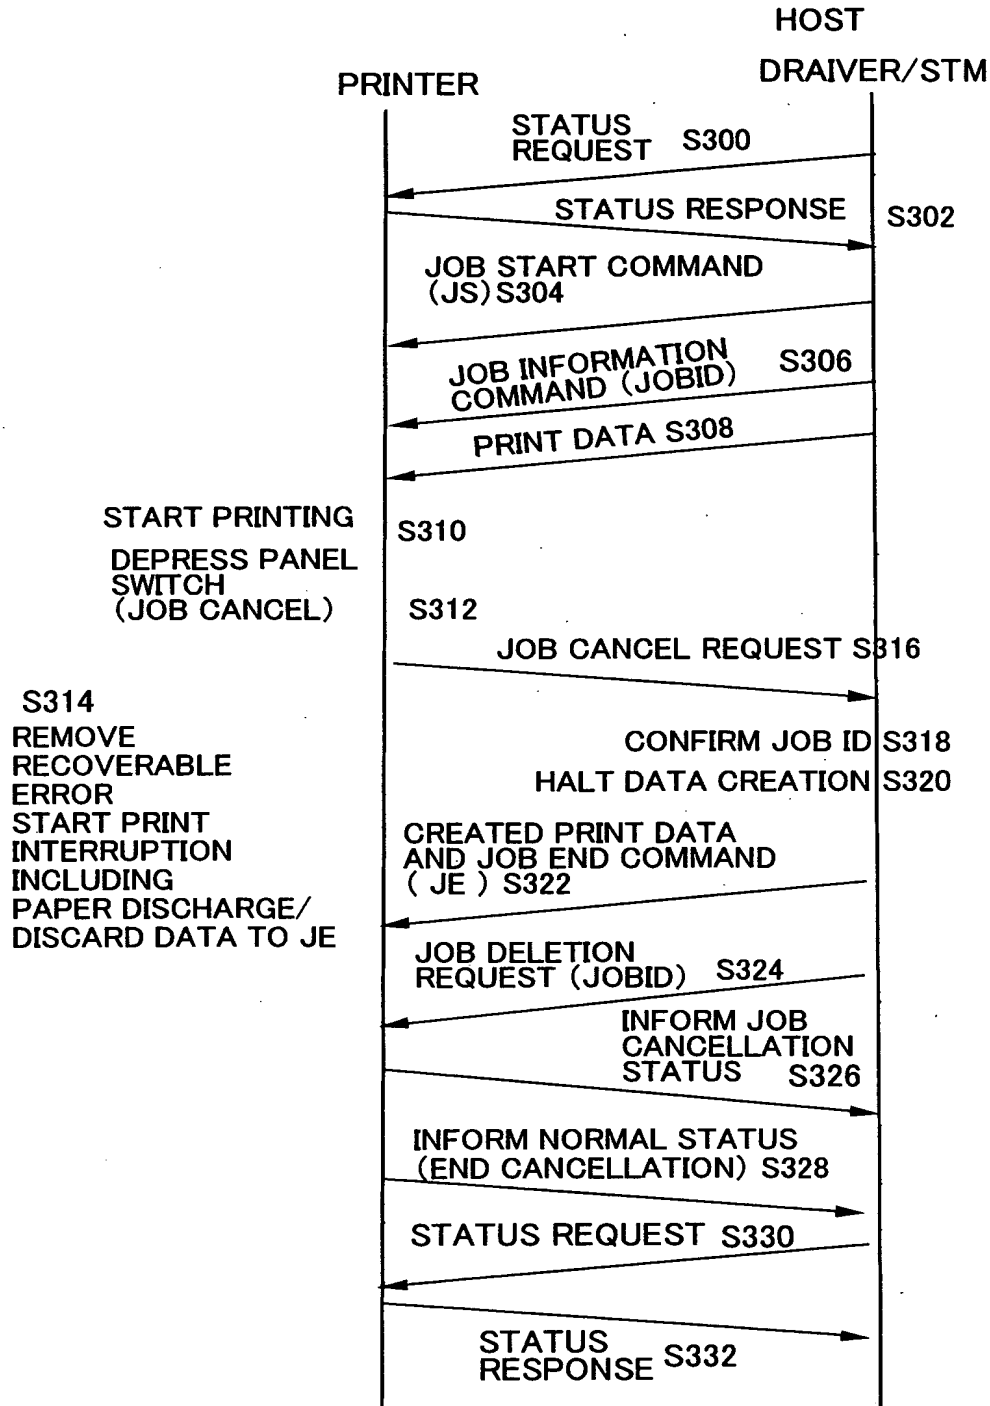 HOST
DRAIVER/STM
PRINTER
STATUS
REQUEST S300
STATUS RESPONSE S302
JOB START COMMAND
(JS) S304
JOB INFORMATION
COMMAND (JOBID) S306
PRINT DATA S308
START PRINTING S310
DEPRESS PANEL
SWITCH
(JOB CANCEL) S312
JOB CANCEL REQUEST S316
S314
REMOVE
RECOVERABLE
ERROR
START PRINT
INTERRUPTION
INCLUDING
PAPER DISCHARGE/
DISCARD DATA TO JE
CONFIRM JOB ID S318
HALT DATA CREATION S320
CREATED PRINT DATA
AND JOB END COMMAND
( JE ) S322
JOB DELETION
REQUEST (JOBID) S324
INFORM JOB
CANCELLATION
STATUS S326
INFORM NORMAL STATUS
(END CANCELLATION) S328
STATUS REQUEST S330
STATUS
RESPONSE S332